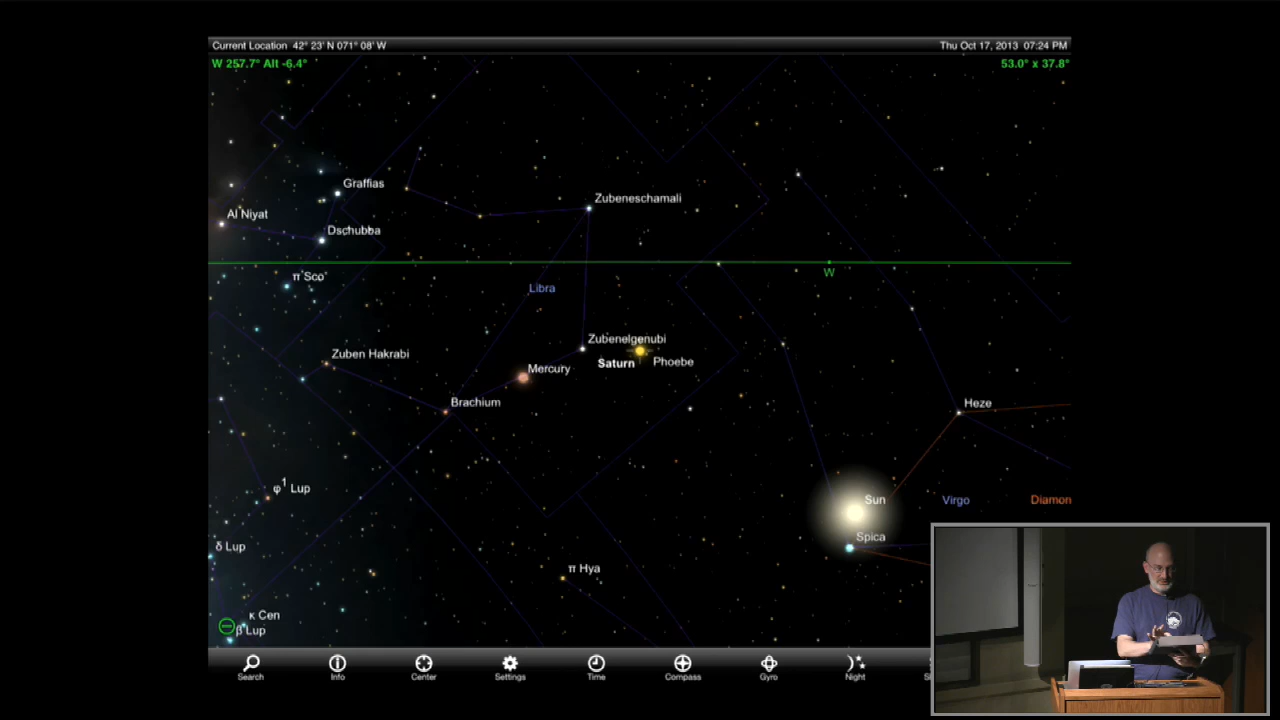 Current Location 42° 23' N 071° 08' W
Thu Oct 17, 2013 07:24 PM
W 257.7° Alt -6.4°
53.0° x 37.8°
Graffias
Zubeneschamali
Al Niyat
Dschubba
W
π Sco
Libra
Zubenelgenubi
Zuben Hakrabi
Saturn
Phoebe
Mercury
Brachium
Heze
φ¹ Lup
Sun
Virgo
Diamon
Spica
δ Lup
π Hya
κ Cen
β Lup
Search
Info
Center
Settings
Time
Compass
Gyro
Night